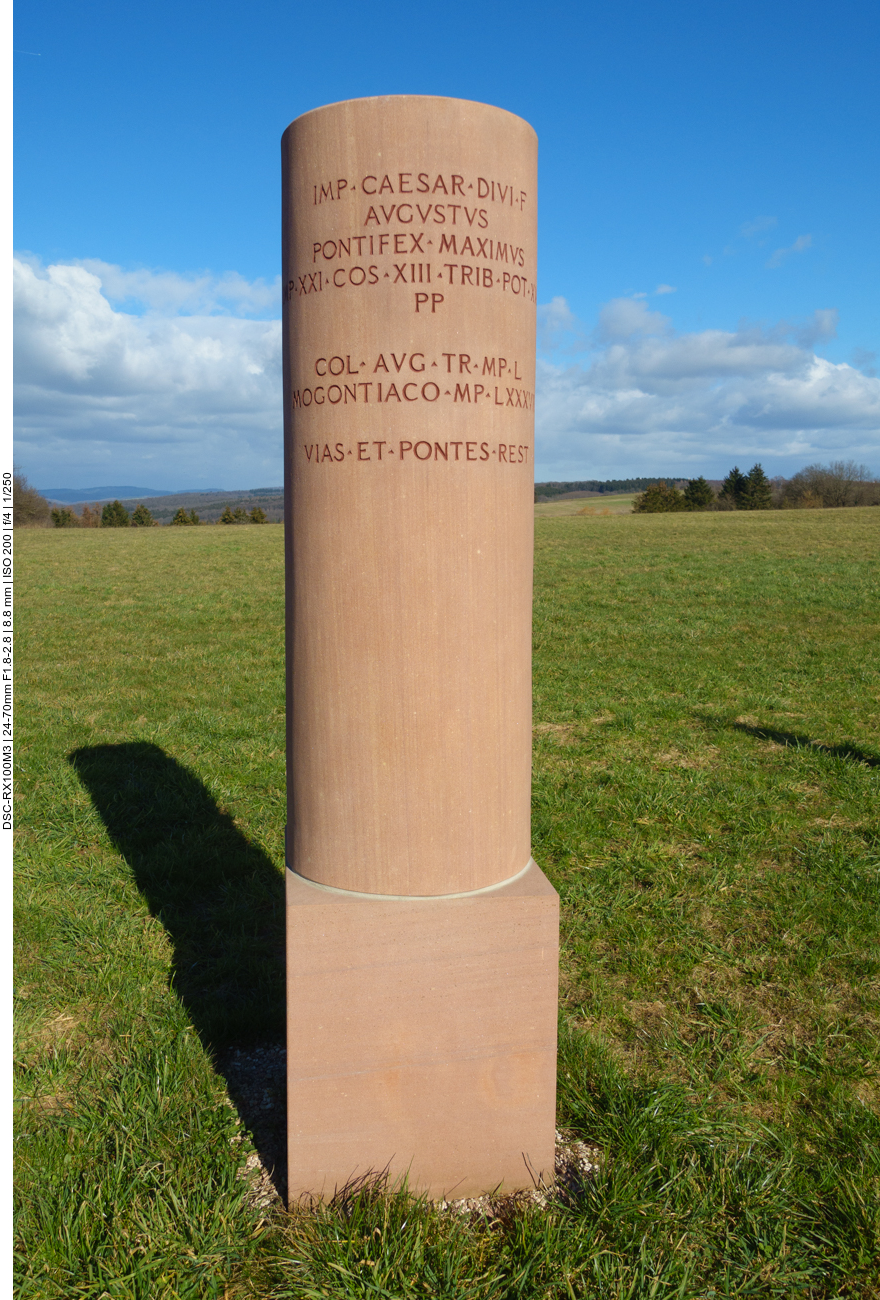 IMP·CAESAR·DIVI·F
AVGVSTVS
PONTIFEX·MAXIMVS
XXI·COS·XIII·TRIB·POT
PP
COL·AVG·TR·MP·L
MOGONTIACO·MP
VIAS·ET·PONTES·REST
DSC-RX100M3 | 24-70mm F1.8-2.8 | 8.8 mm | ISO 200 | f/4 | 1/250